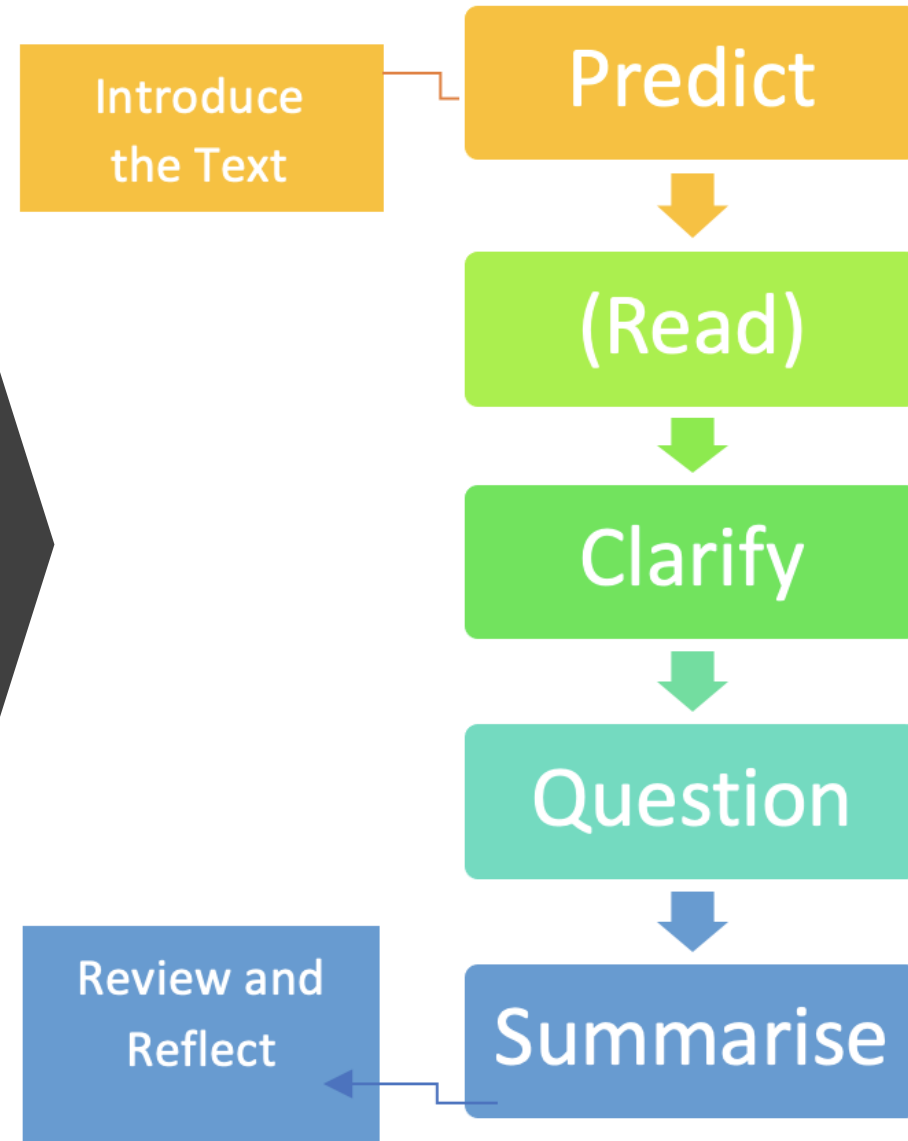 Introduce
the Text
Predict
(Read)
Clarify
Question
Summarise
Review and
Reflect